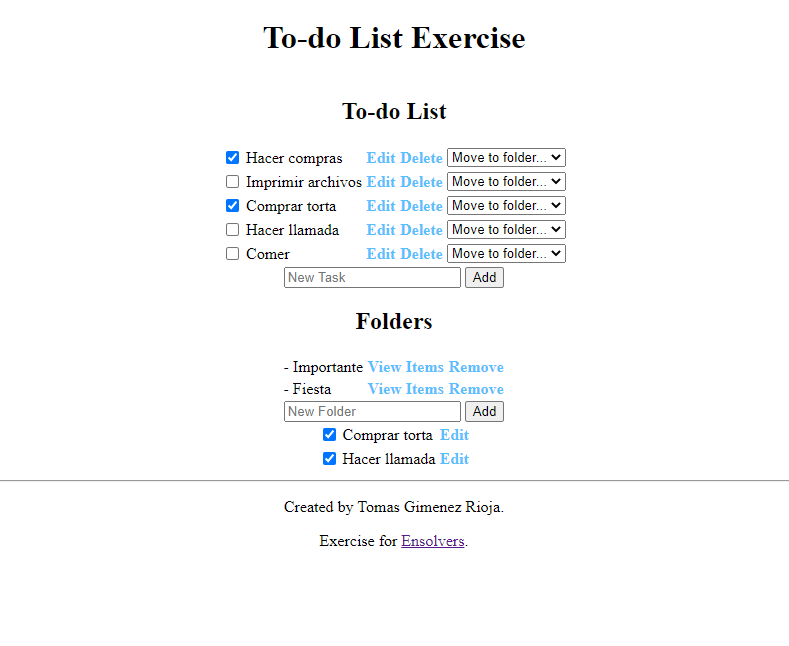 To-do List Exercise
To-do List
Hacer compras Edit Delete Move to folder...
Imprimir archivos Edit Delete Move to folder...
Comprar torta Edit Delete Move to folder...
Hacer llamada Edit Delete Move to folder...
Comer Edit Delete Move to folder...
New Task Add
Folders
- Importante View Items Remove
- Fiesta View Items Remove
New Folder Add
Comprar torta Edit
Hacer llamada Edit
Created by Tomas Gimenez Rioja.
Exercise for Ensolvers.